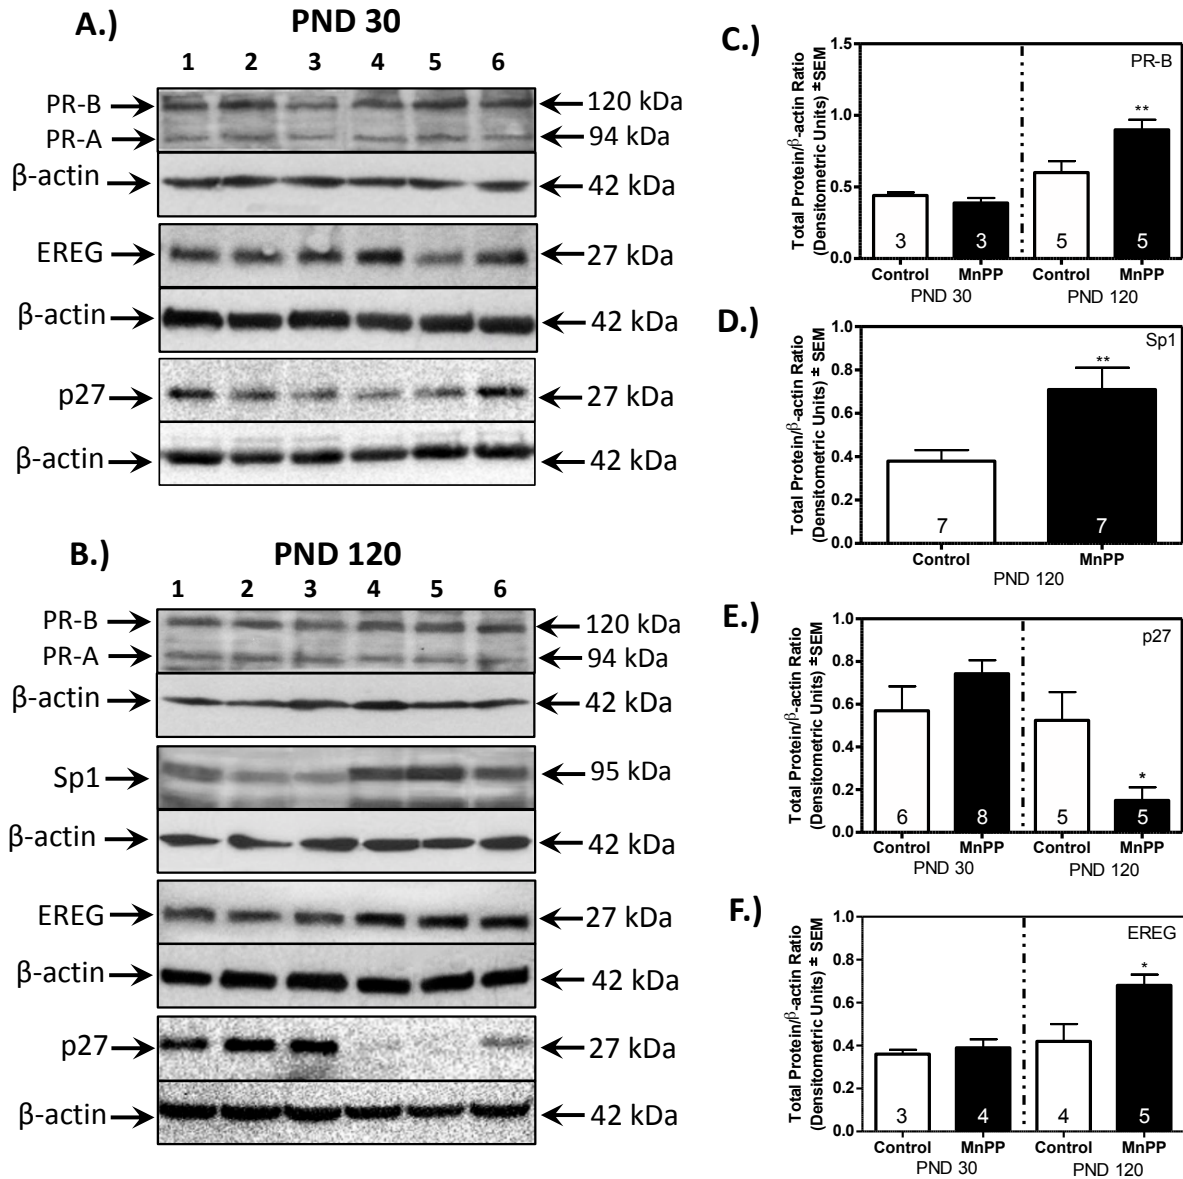 A.)
PND 30
1 2 3 4 5 6
PR-B
120 kDa
PR-A
94 kDa
β-actin
42 kDa
EREG
27 kDa
β-actin
42 kDa
p27
27 kDa
β-actin
42 kDa
B.)
PND 120
1 2 3 4 5 6
PR-B
120 kDa
PR-A
94 kDa
β-actin
42 kDa
Sp1
95 kDa
β-actin
42 kDa
EREG
27 kDa
β-actin
42 kDa
p27
27 kDa
β-actin
42 kDa
C.)
Total Protein/β-actin Ratio
(Densitometric Units) ±SEM
1.5
1.0
0.5
0.0
PR-B
**
3 3 5 5
Control MnPP Control MnPP
PND 30 PND 120
D.)
Total Protein/β-actin Ratio
(Densitometric Units) ± SEM
1.0
0.8
0.6
0.4
0.2
0.0
Sp1
**
7 7
Control MnPP
PND 120
E.)
Total Protein/β-actin Ratio
(Densitometric Units) ±SEM
1.0
0.8
0.6
0.4
0.2
0.0
p27
*
6 8 5 5
Control MnPP Control MnPP
PND 30 PND 120
F.)
Total Protein/β-actin Ratio
(Densitometric Units) ± SEM
1.0
0.8
0.6
0.4
0.2
0.0
EREG
*
3 4 4 5
Control MnPP Control MnPP
PND 30 PND 120